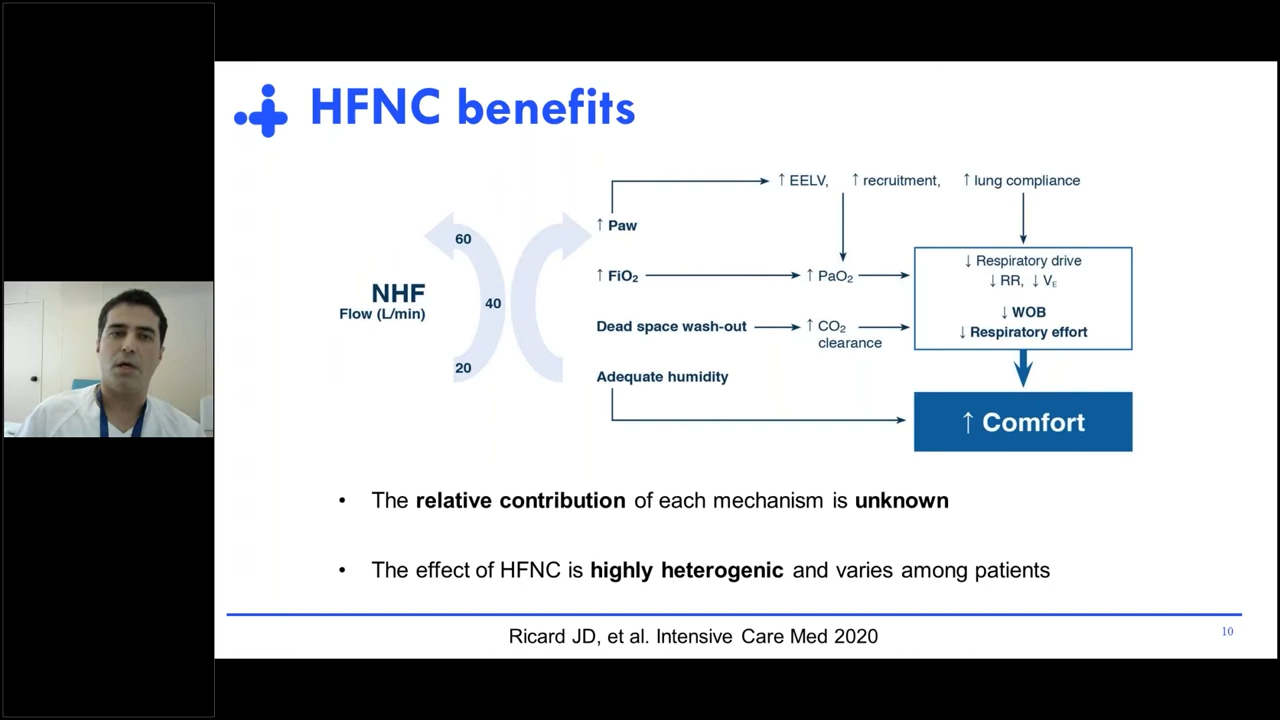 HFNC benefits
↑ EELV, ↑ recruitment, ↑ lung compliance
↑ Paw
60
↑ FiO₂
↑ PaO₂
↓ Respiratory drive
↓ RR, ↓ VE
↓ WOB
↓ Respiratory effort
NHF
Flow (L/min)
40
Dead space wash-out
↑ CO₂
clearance
20
Adequate humidity
↑ Comfort
• The relative contribution of each mechanism is unknown
• The effect of HFNC is highly heterogenic and varies among patients
Ricard JD, et al. Intensive Care Med 2020
10